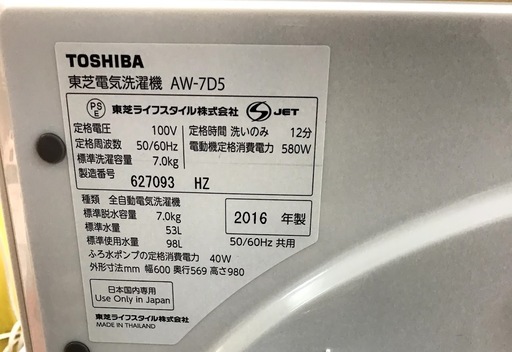 TOSHIBA
東芝電気洗濯機 AW-7D5
PSE 東芝ライフスタイル株式会社 S JET
定格電圧 100V 定格時間 洗いのみ 12分
定格周波数 50/60Hz 電動機定格消費電力 580W
標準洗濯容量 7.0kg
製造番号 627093 HZ
種類 全自動電気洗濯機
標準脱水容量 7.0kg 2016 年製
標準水量 53L
標準使用水量 98L 50/60Hz 共用
ふろ水ポンプの定格消費電力 40W
外形寸法mm 幅600 奥行569 高さ980
日本国内専用
Use Only in Japan
東芝ライフスタイル株式会社
MADE IN THAILAND